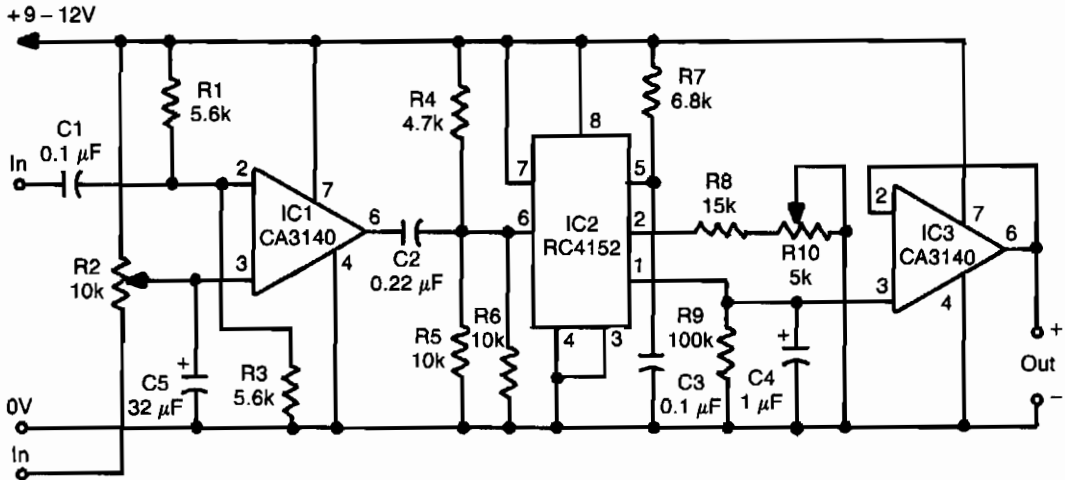 +9–12V
R1
5.6k
C1
0.1 µF
In
2
7
IC1
CA3140
6
3
4
R2
10k
C5
+
32 µF
R3
5.6k
0V
In
R4
4.7k
C2
0.22 µF
R5
10k
R6
10k
7
8
5
6
IC2
RC4152
2
1
4
3
R7
6.8k
R8
15k
R10
5k
R9
100k
C3
0.1 µF
C4
+
1 µF
2
7
IC3
CA3140
6
3
4
+
Out
–